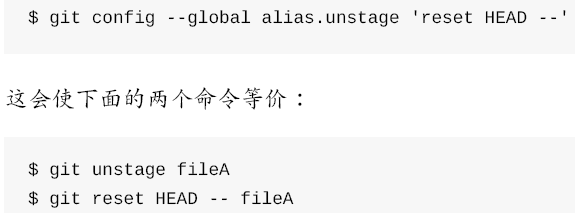 $ git config --global alias.unstage 'reset HEAD --'
这会使下面的两个命令等价：
$ git unstage fileA
$ git reset HEAD -- fileA